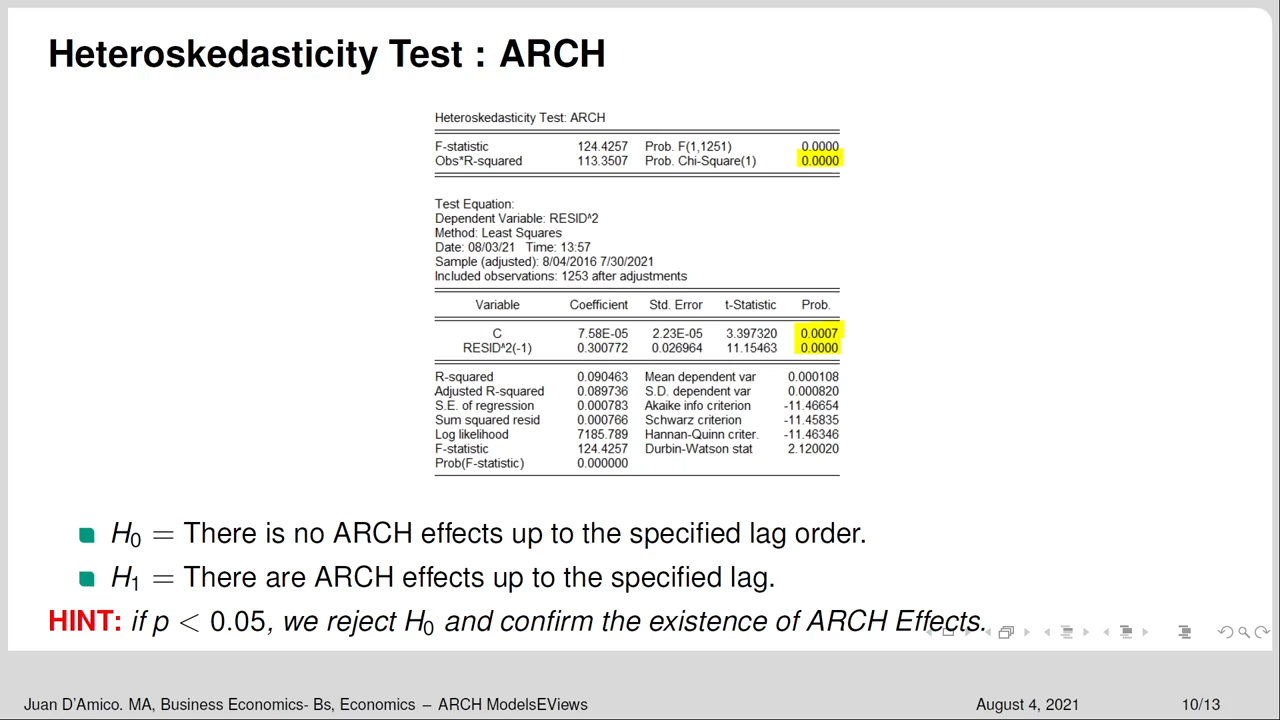 Heteroskedasticity Test : ARCH
Heteroskedasticity Test: ARCH
F-statistic 124.4257 Prob. F(1,1251) 0.0000
Obs*R-squared 113.3507 Prob. Chi-Square(1) 0.0000
Test Equation:
Dependent Variable: RESID^2
Method: Least Squares
Date: 08/03/21 Time: 13:57
Sample (adjusted): 8/04/2016 7/30/2021
Included observations: 1253 after adjustments
Variable Coefficient Std. Error t-Statistic Prob.
C 7.58E-05 2.23E-05 3.397320 0.0007
RESID^2(-1) 0.300772 0.026964 11.15463 0.0000
R-squared 0.090463 Mean dependent var 0.000108
Adjusted R-squared 0.089736 S.D. dependent var 0.000820
S.E. of regression 0.000783 Akaike info criterion -11.46654
Sum squared resid 0.000766 Schwarz criterion -11.45835
Log likelihood 7185.789 Hannan-Quinn criter. -11.46346
F-statistic 124.4257 Durbin-Watson stat 2.120020
Prob(F-statistic) 0.000000
H₀ = There is no ARCH effects up to the specified lag order.
H₁ = There are ARCH effects up to the specified lag.
HINT: if p < 0.05, we reject H₀ and confirm the existence of ARCH Effects.
Juan D'Amico. MA, Business Economics- Bs, Economics – ARCH ModelsEViews August 4, 2021 10/13